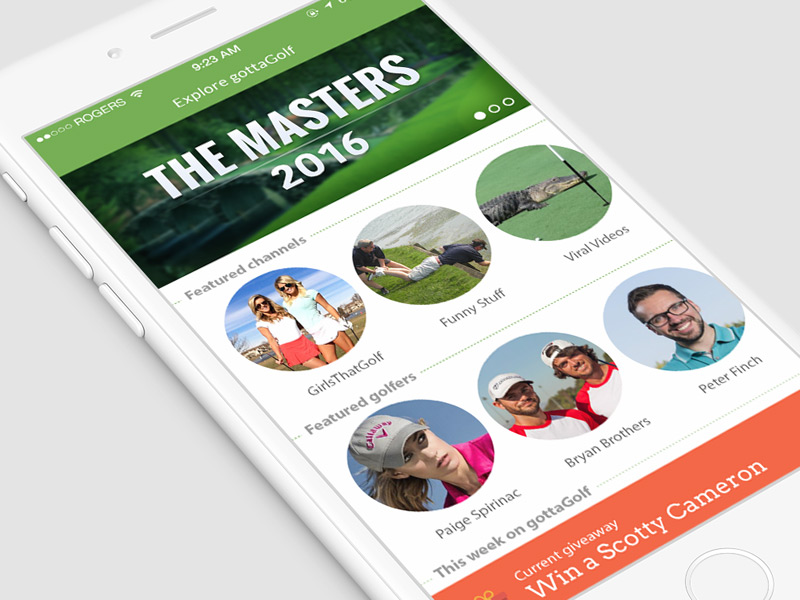 ROGERS 9:23 AM
Explore gottaGolf
THE MASTERS
2016
Featured channels
GirlsThatGolf
Funny Stuff
Viral Videos
Featured golfers
Callaway
Paige Spirinac
Bryan Brothers
Peter Finch
This week on gottaGolf
Current giveaway
Win a Scotty Cameron